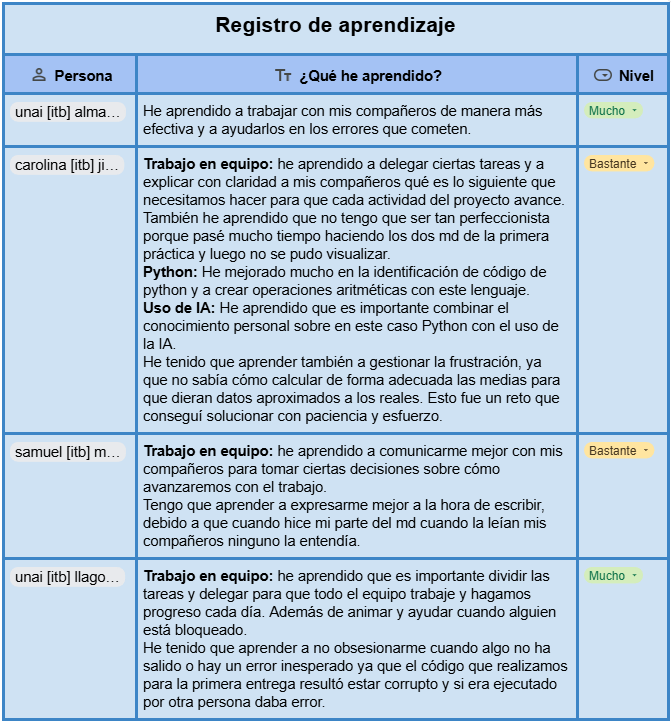 Registro de aprendizaje
Persona
¿Qué he aprendido?
Nivel
unai [itb] alma...
He aprendido a trabajar con mis compañeros de manera más
efectiva y a ayudarlos en los errores que cometen.
Mucho
carolina [itb] ji...
Trabajo en equipo: he aprendido a delegar ciertas tareas y a
explicar con claridad a mis compañeros qué es lo siguiente que
necesitamos hacer para que cada actividad del proyecto avance.
También he aprendido que no tengo que ser tan perfeccionista
porque pasé mucho tiempo haciendo los dos md de la primera
práctica y luego no se pudo visualizar.
Python: He mejorado mucho en la identificación de código de
python y a crear operaciones aritméticas con este lenguaje.
Uso de IA: He aprendido que es importante combinar el
conocimiento personal sobre en este caso Python con el uso de
la IA.
He tenido que aprender también a gestionar la frustración, ya
que no sabía cómo calcular de forma adecuada las medias para
que dieran datos aproximados a los reales. Esto fue un reto que
conseguí solucionar con paciencia y esfuerzo.
Bastante
samuel [itb] m...
Trabajo en equipo: he aprendido a comunicarme mejor con mis
compañeros para tomar ciertas decisiones sobre cómo
avanzaremos con el trabajo.
Tengo que aprender a expresarme mejor a la hora de escribir,
debido a que cuando hice mi parte del md cuando la leían mis
compañeros ninguno la entendía.
Bastante
unai [itb] llago...
Trabajo en equipo: he aprendido que es importante dividir las
tareas y delegar para que todo el equipo trabaje y hagamos
progreso cada día. Además de animar y ayudar cuando alguien
está bloqueado.
He tenido que aprender a no obsesionarme cuando algo no ha
salido o hay un error inesperado ya que el código que realizamos
para la primera entrega resultó estar corrupto y si era ejecutado
por otra persona daba error.
Mucho